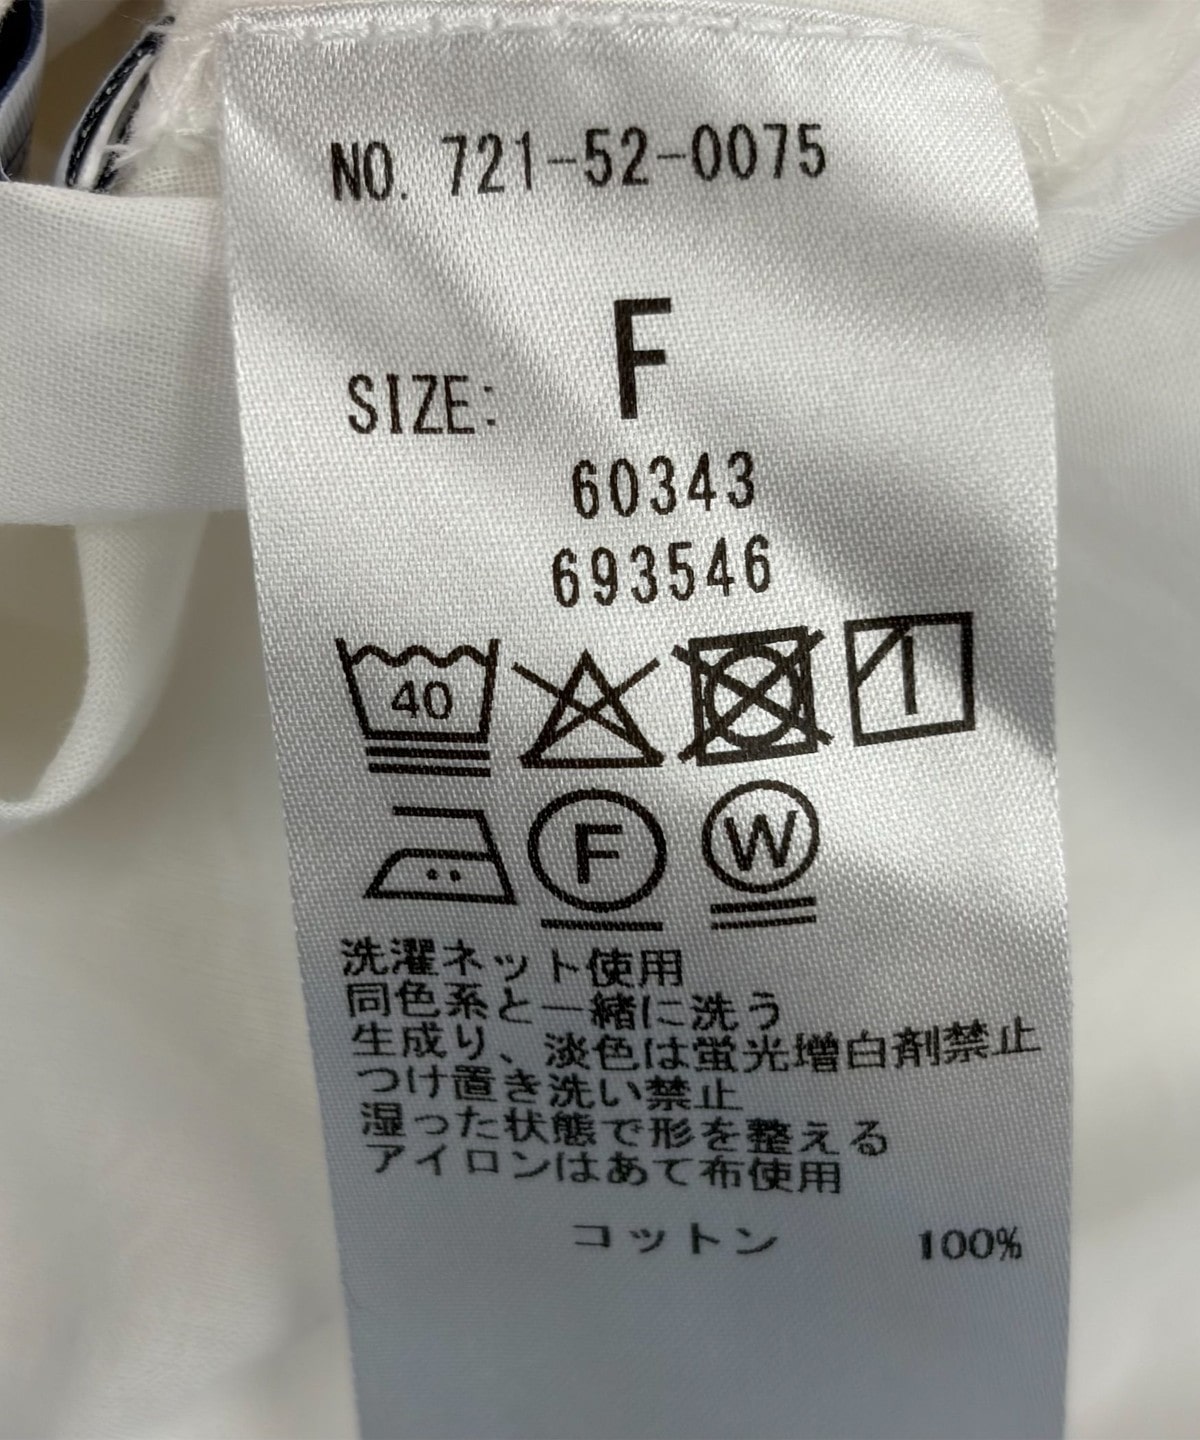 NO. 721-52-0075
SIZE: F
60343
693546
40
F
W
洗濯ネット使用
同色系と一緒に洗う
生成り、淡色は蛍光増白剤禁止
つけ置き洗い禁止
湿った状態で形を整える
アイロンはあて布使用
コットン 100%